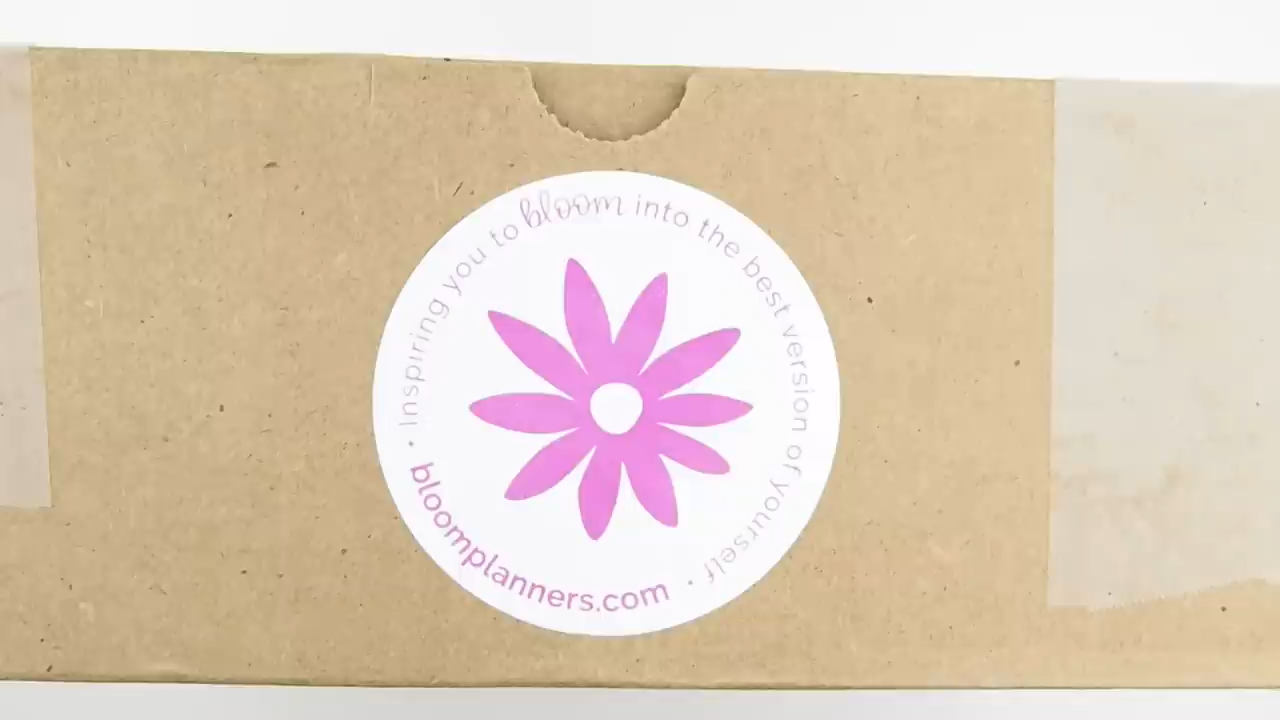 • Inspiring you to bloom into the best version of yourself •
bloomplanners.com